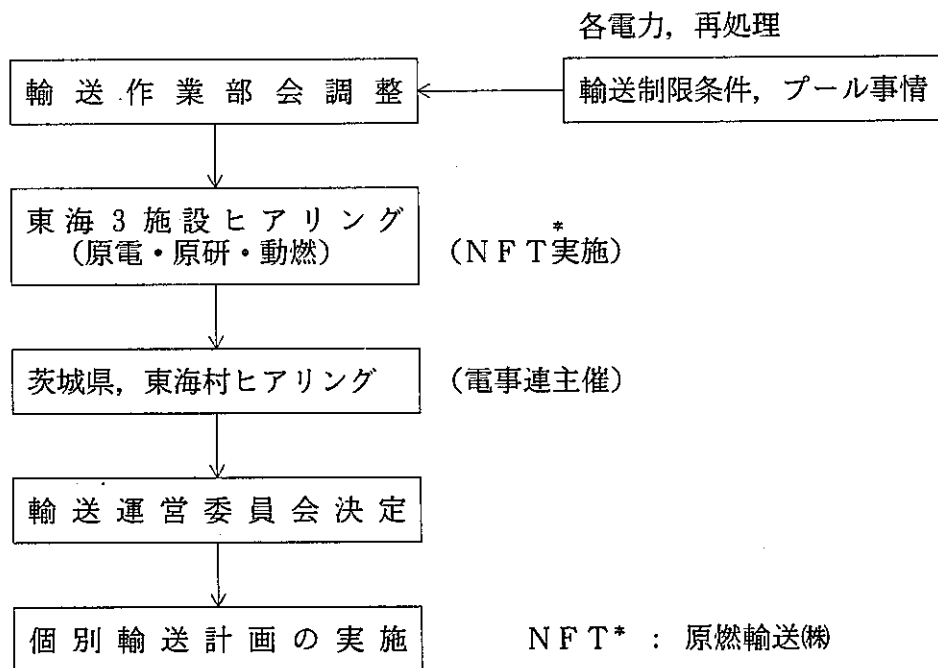 各電力，再処理
輸送作業部会調整
輸送制限条件，プール事情
東海３施設ヒアリング
（原電・原研・動燃）
（ＮＦＴ*実施）
茨城県，東海村ヒアリング
（電事連主催）
輸送運営委員会決定
個別輸送計画の実施
ＮＦＴ* ： 原燃輸送㈱